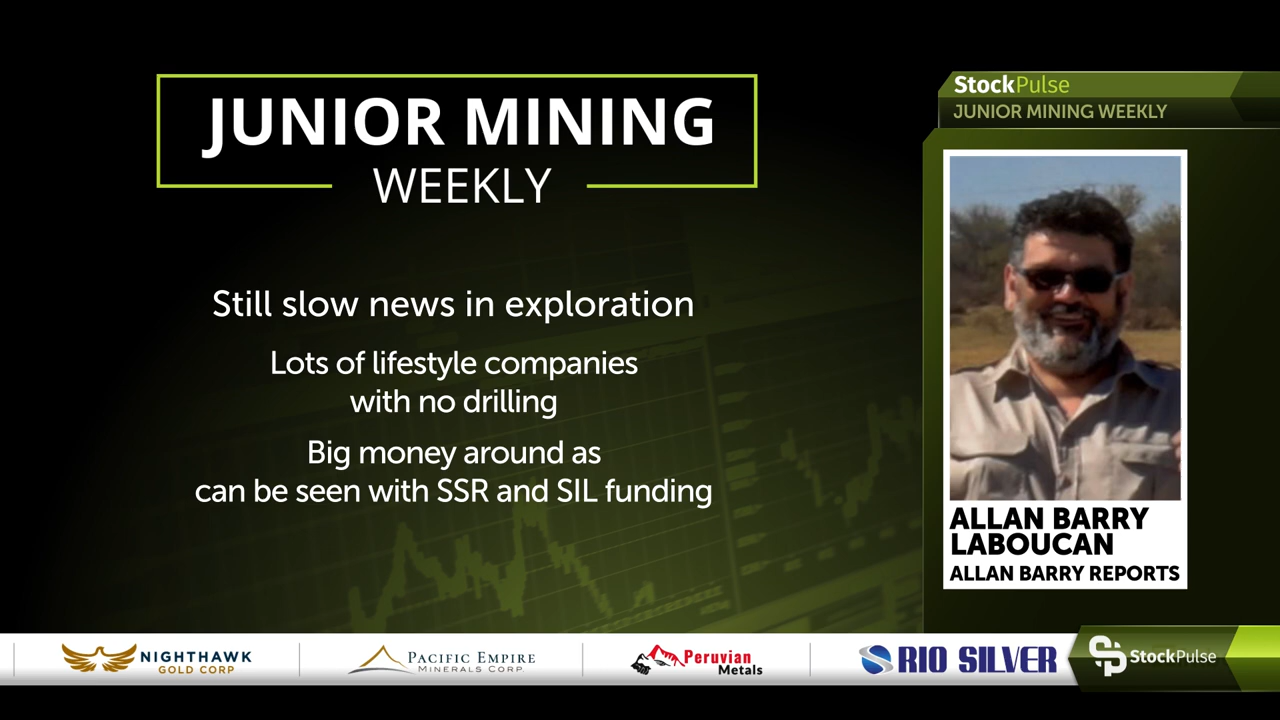 JUNIOR MINING
WEEKLY
Still slow news in exploration
Lots of lifestyle companies
with no drilling
Big money around as
can be seen with SSR and SIL funding
StockPulse
JUNIOR MINING WEEKLY
ALLAN BARRY
LABOUCAN
ALLAN BARRY REPORTS
NIGHTHAWK
GOLD CORP
PACIFIC EMPIRE
MINERALS CORP.
Peruvian
Metals
RIO SILVER
StockPulse